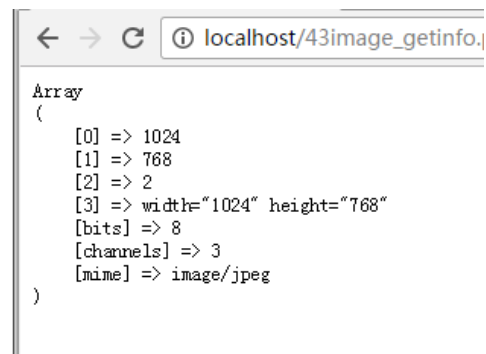 localhost/43image_getinfo.
Array
(
[0] => 1024
[1] => 768
[2] => 2
[3] => width="1024" height="768"
[bits] => 8
[channels] => 3
[mime] => image/jpeg
)